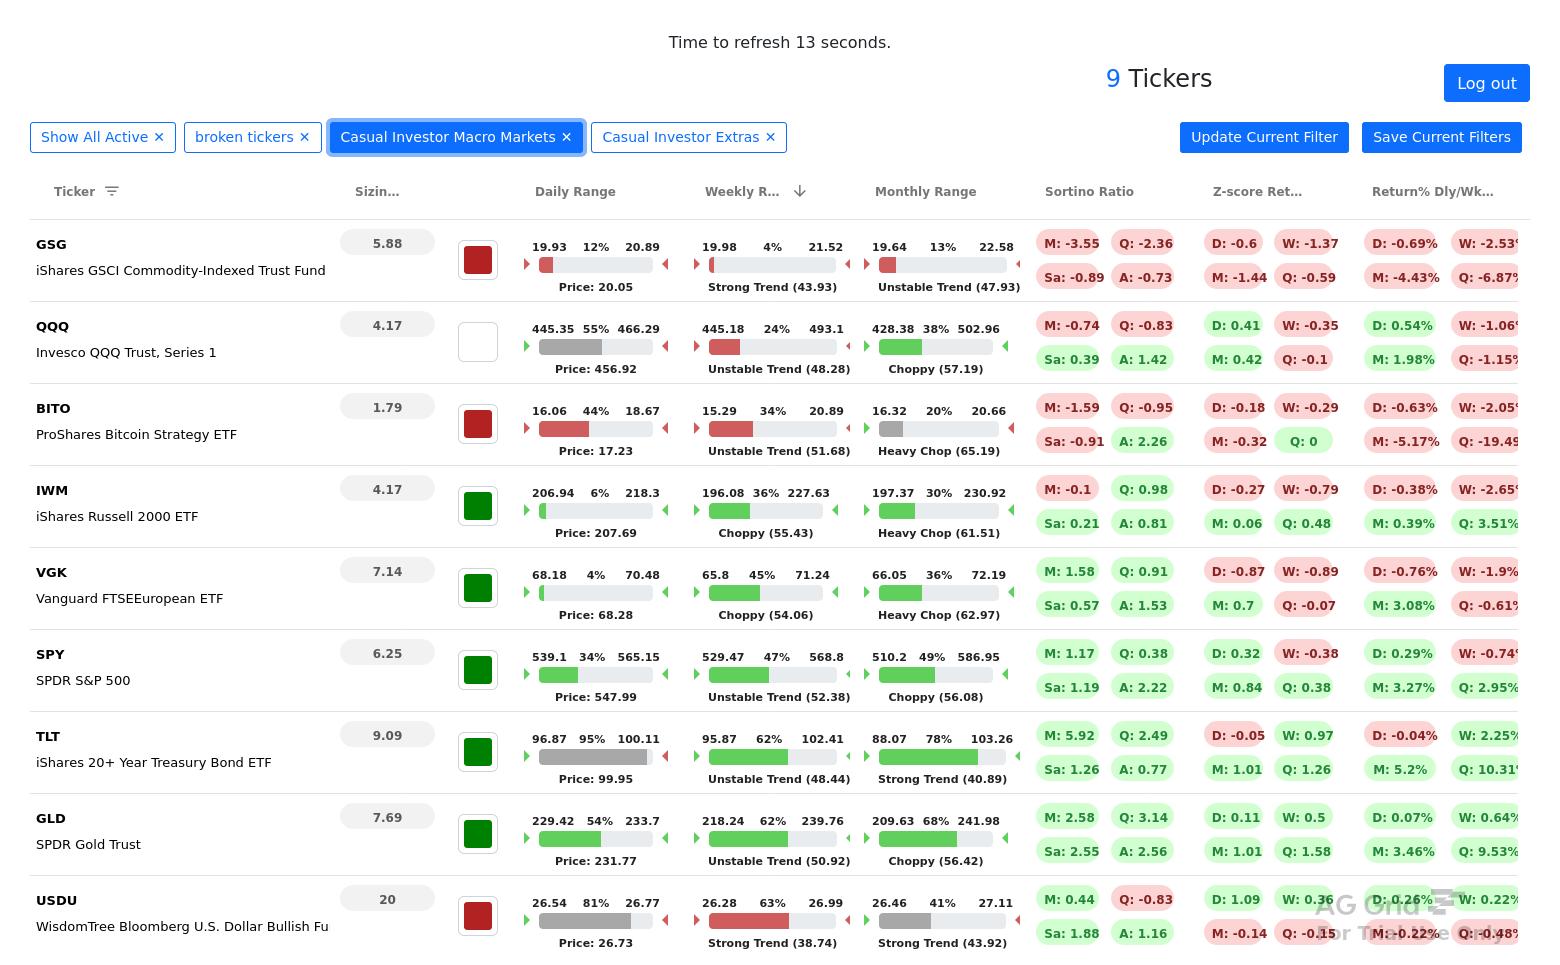 Time to refresh 13 seconds.
9 Tickers
Log out
Show All Active ✕ broken tickers ✕ Casual Investor Macro Markets ✕ Casual Investor Extras ✕ Update Current Filter Save Current Filters
Ticker Sizin... Daily Range Weekly R... Monthly Range Sortino Ratio Z-score Ret... Return% Dly/Wk...
GSG 5.88 19.93 12% 20.89 19.98 4% 21.52 19.64 13% 22.58 M: -3.55 Q: -2.36 D: -0.6 W: -1.37 D: -0.69% W: -2.53%
iShares GSCI Commodity-Indexed Trust Fund Price: 20.05 Strong Trend (43.93) Unstable Trend (47.93) Sa: -0.89 A: -0.73 M: -1.44 Q: -0.59 M: -4.43% Q: -6.87%
QQQ 4.17 445.35 55% 466.29 445.18 24% 493.1 428.38 38% 502.96 M: -0.74 Q: -0.83 D: 0.41 W: -0.35 D: 0.54% W: -1.06%
Invesco QQQ Trust, Series 1 Price: 456.92 Unstable Trend (48.28) Choppy (57.19) Sa: 0.39 A: 1.42 M: 0.42 Q: -0.1 M: 1.98% Q: -1.15%
BITO 1.79 16.06 44% 18.67 15.29 34% 20.89 16.32 20% 20.66 M: -1.59 Q: -0.95 D: -0.18 W: -0.29 D: -0.63% W: -2.05%
ProShares Bitcoin Strategy ETF Price: 17.23 Unstable Trend (51.68) Heavy Chop (65.19) Sa: -0.91 A: 2.26 M: -0.32 Q: 0 M: -5.17% Q: -19.49
IWM 4.17 206.94 6% 218.3 196.08 36% 227.63 197.37 30% 230.92 M: -0.1 Q: 0.98 D: -0.27 W: -0.79 D: -0.38% W: -2.65%
iShares Russell 2000 ETF Price: 207.69 Choppy (55.43) Heavy Chop (61.51) Sa: 0.21 A: 0.81 M: 0.06 Q: 0.48 M: 0.39% Q: 3.51%
VGK 7.14 68.18 4% 70.48 65.8 45% 71.24 66.05 36% 72.19 M: 1.58 Q: 0.91 D: -0.87 W: -0.89 D: -0.76% W: -1.9%
Vanguard FTSEEuropean ETF Price: 68.28 Choppy (54.06) Heavy Chop (62.97) Sa: 0.57 A: 1.53 M: 0.7 Q: -0.07 M: 3.08% Q: -0.61%
SPY 6.25 539.1 34% 565.15 529.47 47% 568.8 510.2 49% 586.95 M: 1.17 Q: 0.38 D: 0.32 W: -0.38 D: 0.29% W: -0.74%
SPDR S&P 500 Price: 547.99 Unstable Trend (52.38) Choppy (56.08) Sa: 1.19 A: 2.22 M: 0.84 Q: 0.38 M: 3.27% Q: 2.95%
TLT 9.09 96.87 95% 100.11 95.87 62% 102.41 88.07 78% 103.26 M: 5.92 Q: 2.49 D: -0.05 W: 0.97 D: -0.04% W: 2.25%
iShares 20+ Year Treasury Bond ETF Price: 99.95 Unstable Trend (48.44) Strong Trend (40.89) Sa: 1.26 A: 0.77 M: 1.01 Q: 1.26 M: 5.2% Q: 10.31%
GLD 7.69 229.42 54% 233.7 218.24 62% 239.76 209.63 68% 241.98 M: 2.58 Q: 3.14 D: 0.11 W: 0.5 D: 0.07% W: 0.64%
SPDR Gold Trust Price: 231.77 Unstable Trend (50.92) Choppy (56.42) Sa: 2.55 A: 2.56 M: 1.01 Q: 1.58 M: 3.46% Q: 9.53%
USDU 20 26.54 81% 26.77 26.28 63% 26.99 26.46 41% 27.11 M: 0.44 Q: -0.83 D: 1.09 W: 0.36 D: 0.26% W: 0.22%
WisdomTree Bloomberg U.S. Dollar Bullish Fu Price: 26.73 Strong Trend (38.74) Strong Trend (43.92) Sa: 1.88 A: 1.16 M: -0.14 Q: -0.15 M: -0.22% Q: -0.48%
AG Grid
For Trial Use Only